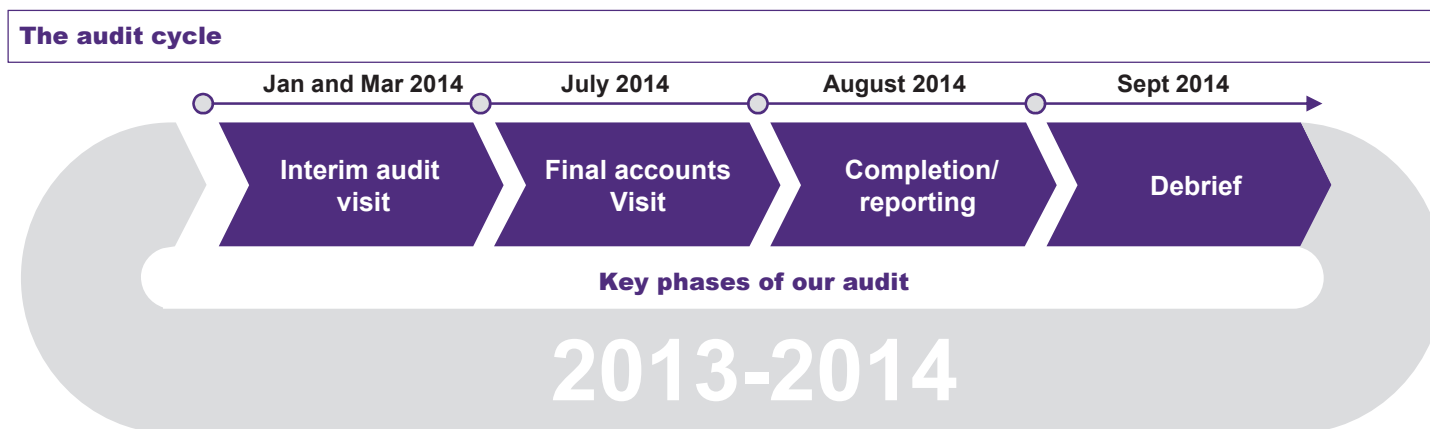 The audit cycle
Jan and Mar 2014
July 2014
August 2014
Sept 2014
Interim audit
visit
Final accounts
Visit
Completion/
reporting
Debrief
Key phases of our audit
2013-2014